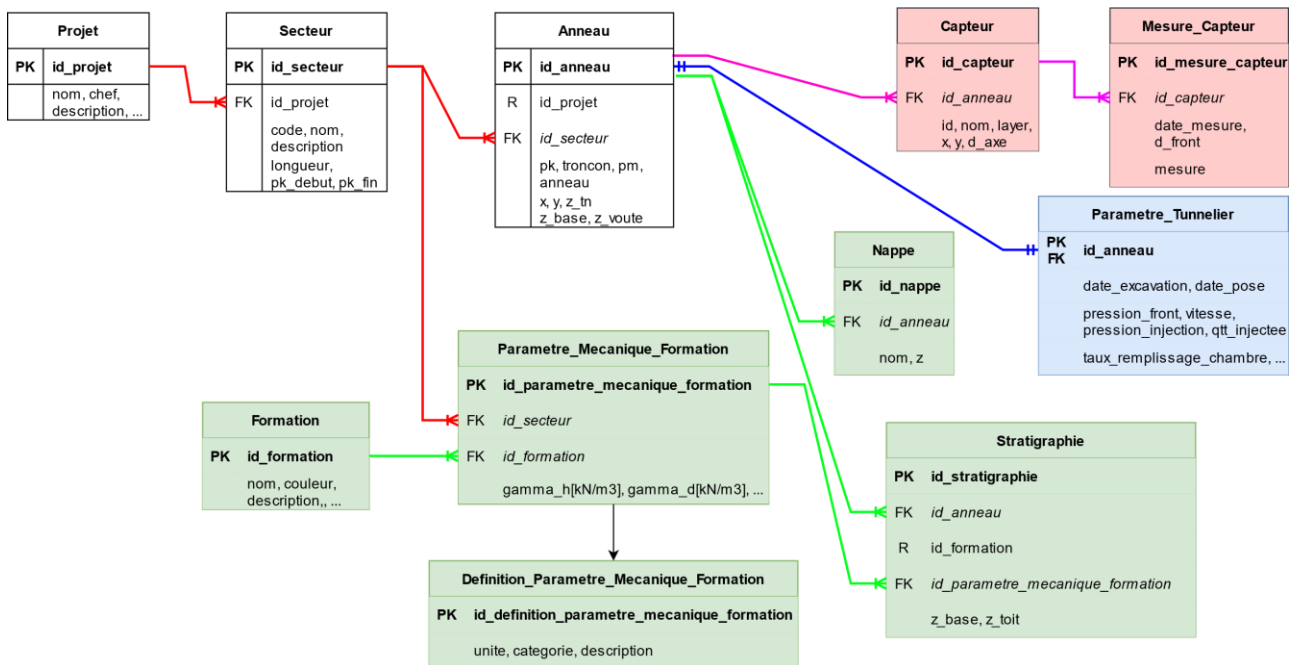 Projet
PK id_projet
nom, chef,
description, ...
Secteur
PK id_secteur
FK id_projet
code, nom,
description
longueur,
pk_debut, pk_fin
Anneau
PK id_anneau
R id_projet
FK id_secteur
pk, troncon, pm,
anneau
x, y, z_tn
z_base, z_voute
Capteur
PK id_capteur
FK id_anneau
id, nom, layer,
x, y, d_axe
Mesure_Capteur
PK id_mesure_capteur
FK id_capteur
date_mesure,
d_front
mesure
Parametre_Tunnelier
PK
FK id_anneau
date_excavation, date_pose
pression_front, vitesse,
pression_injection, qtt_injectee
taux_remplissage_chambre, ...
Nappe
PK id_nappe
FK id_anneau
nom, z
Parametre_Mecanique_Formation
PK id_parametre_mecanique_formation
FK id_secteur
FK id_formation
gamma_h[kN/m3], gamma_d[kN/m3], ...
Formation
PK id_formation
nom, couleur,
description,, ...
Stratigraphie
PK id_stratigraphie
FK id_anneau
R id_formation
FK id_parametre_mecanique_formation
z_base, z_toit
Definition_Parametre_Mecanique_Formation
PK id_definition_parametre_mecanique_formation
unite, categorie, description